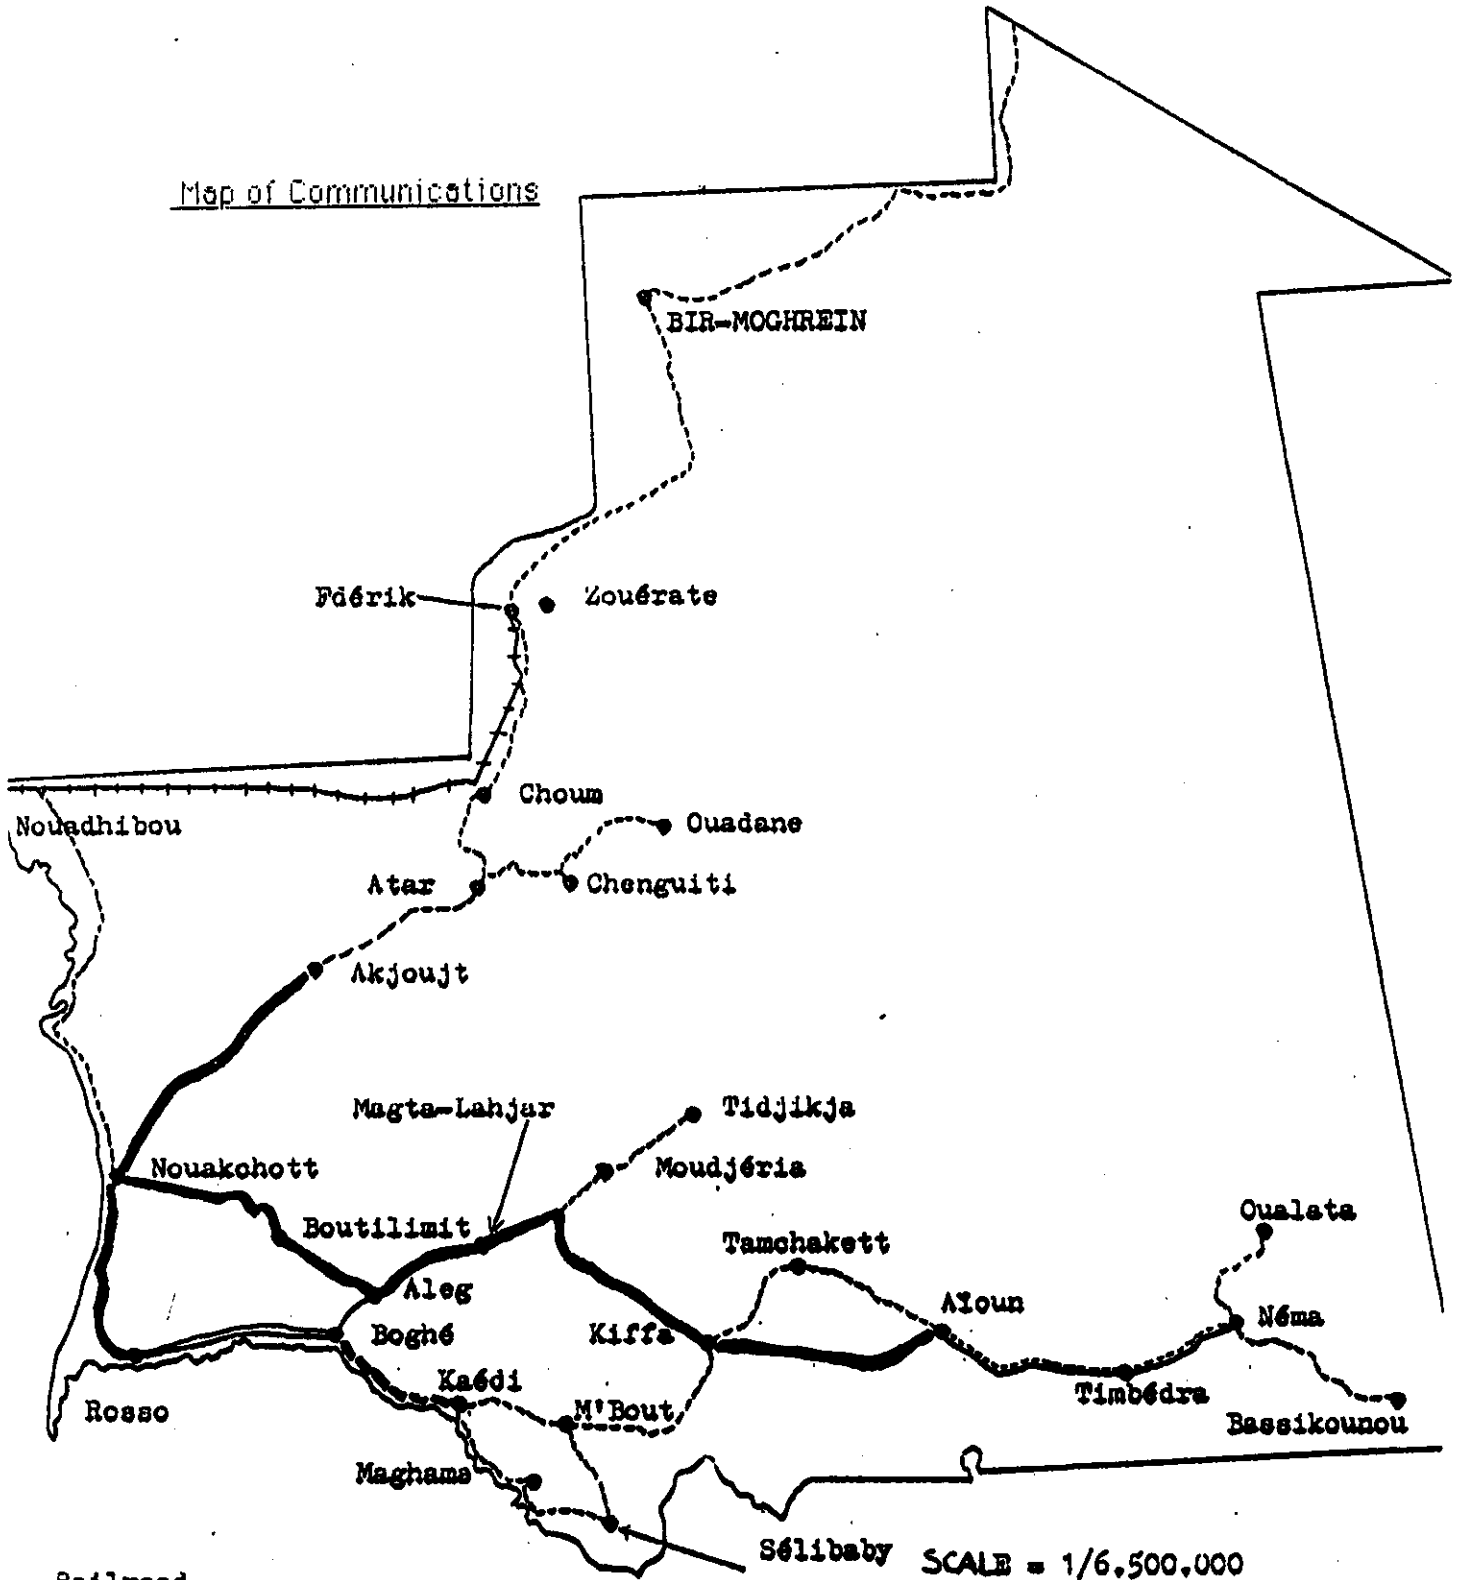 Map of Communications
BIR-MOGHREIN
Fdérik
Zouérate
Choum
Nouadhibou
Ouadane
Atar
Chenguiti
Akjoujt
Magta-Lahjar
Tidjikja
Nouakchott
Moudjéria
Boutilimit
Oualata
Tamchakett
Aleg
Aïoun
Néma
Boghé
Kiffa
Kaédi
Timbédra
M'Bout
Rosso
Bassikounou
Maghama
Sélibaby
SCALE = 1/6,500,000
Railroad